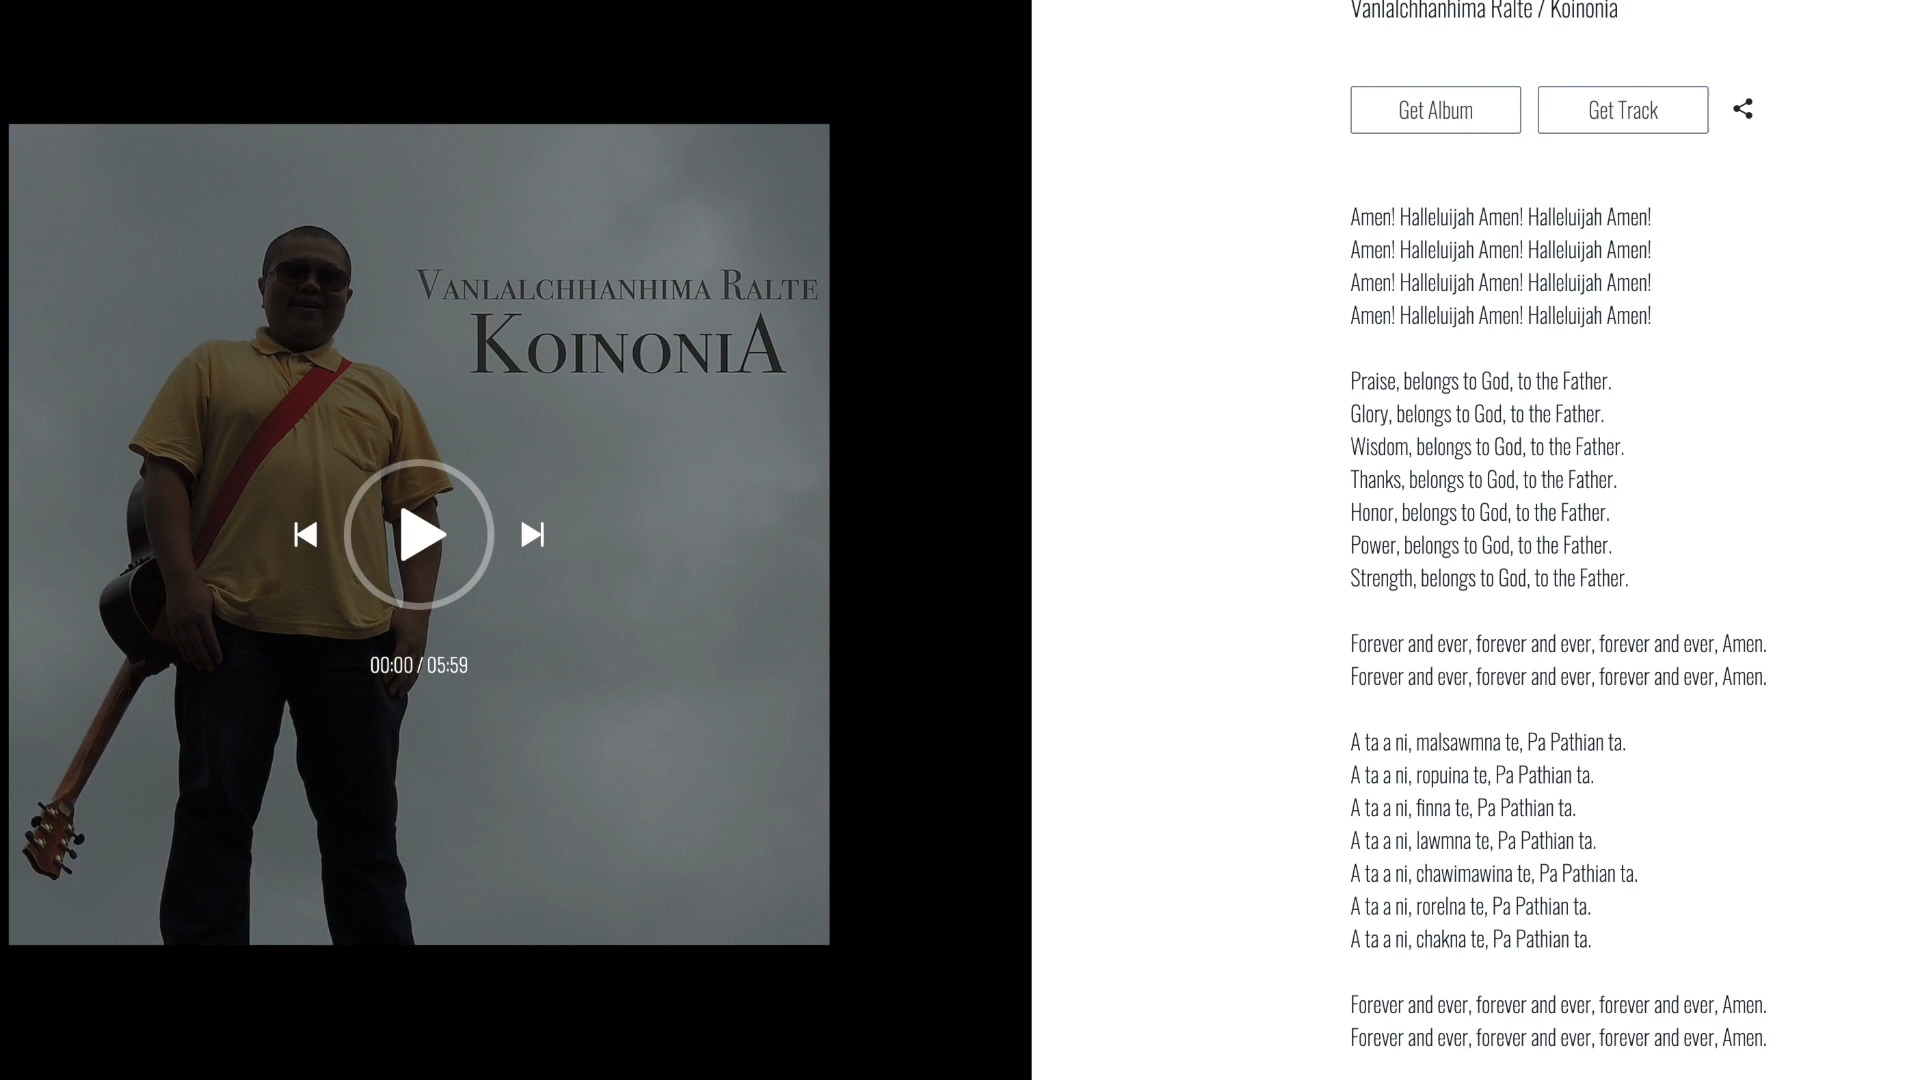 Vanlalchhanhima Ralte / Koinonia
Get Album
Get Track
VANLALCHHANHIMA RALTE
KOINONIA
00:00 / 05:59
Amen! Halleluijah Amen! Halleluijah Amen!
Amen! Halleluijah Amen! Halleluijah Amen!
Amen! Halleluijah Amen! Halleluijah Amen!
Amen! Halleluijah Amen! Halleluijah Amen!
Praise, belongs to God, to the Father.
Glory, belongs to God, to the Father.
Wisdom, belongs to God, to the Father.
Thanks, belongs to God, to the Father.
Honor, belongs to God, to the Father.
Power, belongs to God, to the Father.
Strength, belongs to God, to the Father.
Forever and ever, forever and ever, forever and ever, Amen.
Forever and ever, forever and ever, forever and ever, Amen.
A ta a ni, malsawmna te, Pa Pathian ta.
A ta a ni, ropuina te, Pa Pathian ta.
A ta a ni, finna te, Pa Pathian ta.
A ta a ni, lawmna te, Pa Pathian ta.
A ta a ni, chawimawina te, Pa Pathian ta.
A ta a ni, rorelna te, Pa Pathian ta.
A ta a ni, chakna te, Pa Pathian ta.
Forever and ever, forever and ever, forever and ever, Amen.
Forever and ever, forever and ever, forever and ever, Amen.